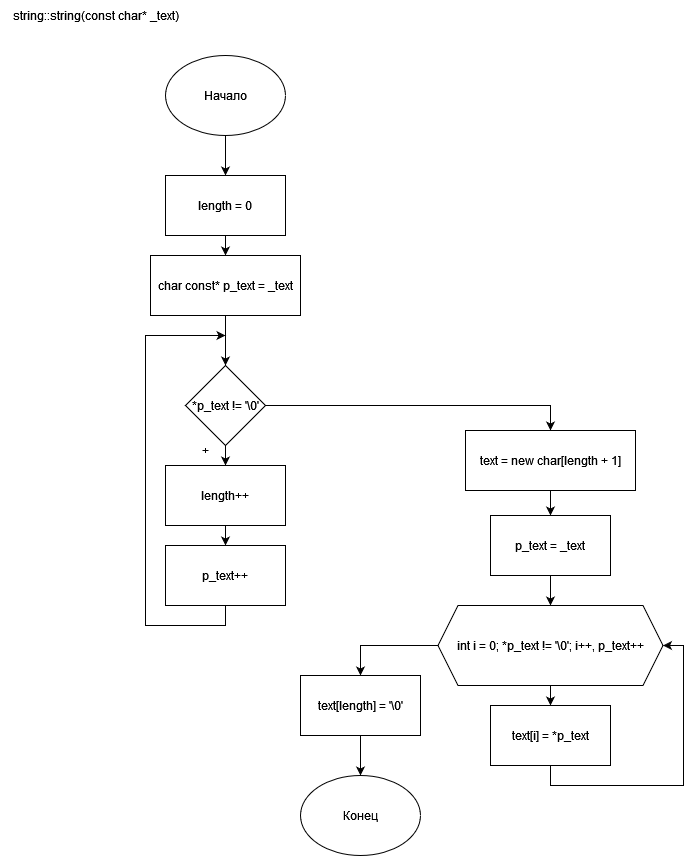 string::string(const char* _text)
Начало
length = 0
char const* p_text = _text
*p_text != '\0'
+
length++
p_text++
text = new char[length + 1]
p_text = _text
int i = 0; *p_text != '\0'; i++, p_text++
text[i] = *p_text
text[length] = '\0'
Конец